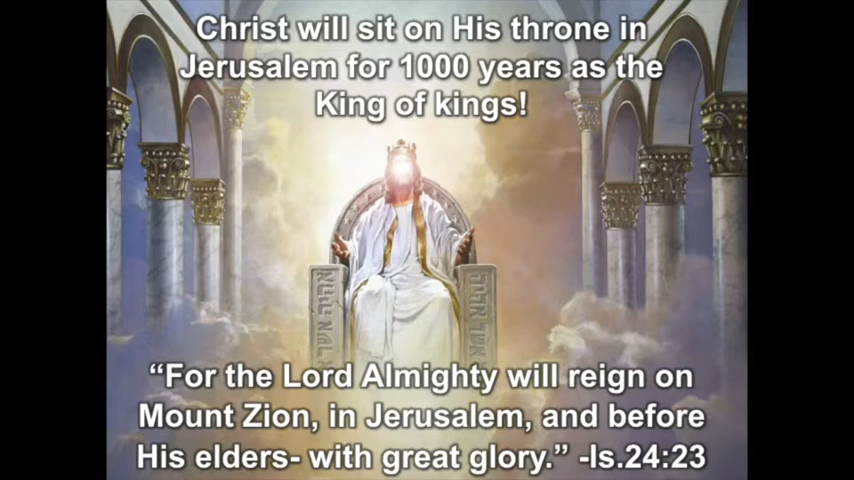 Christ will sit on His throne in
Jerusalem for 1000 years as the
King of kings!
“For the Lord Almighty will reign on
Mount Zion, in Jerusalem, and before
His elders- with great glory.” -Is.24:23